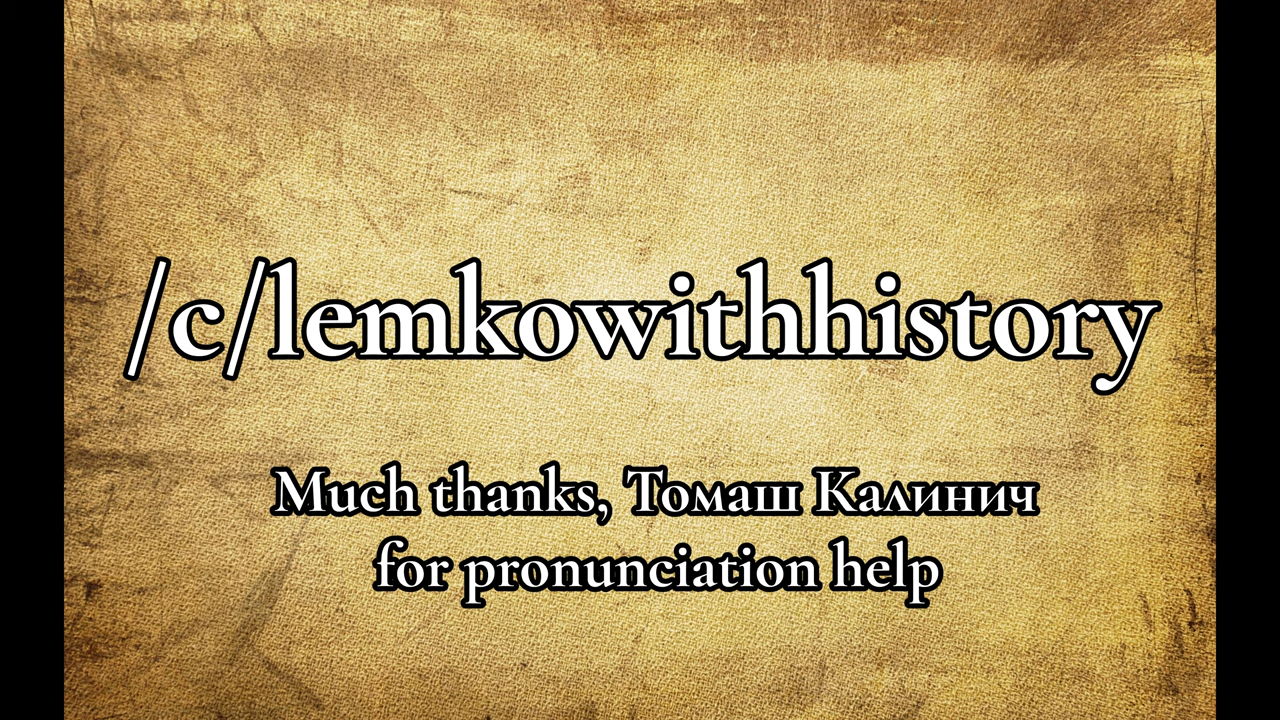 /c/lemkowithhistory
Much thanks, Томаш Калинич
for pronunciation help